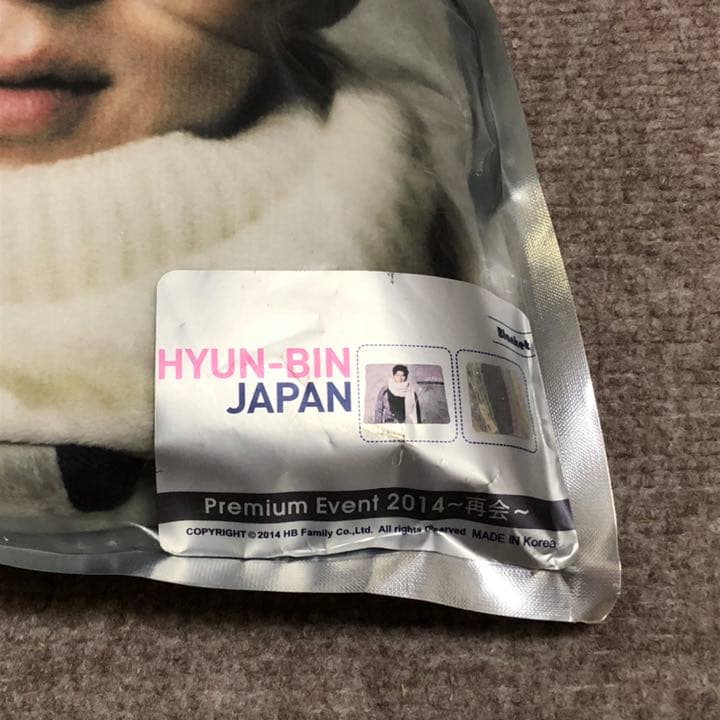 Blanket
HYUN-BIN
JAPAN
Premium Event 2014～再会～
COPYRIGHT©2014 HB Family Co.,Ltd. All rights reserved MADE IN Korea